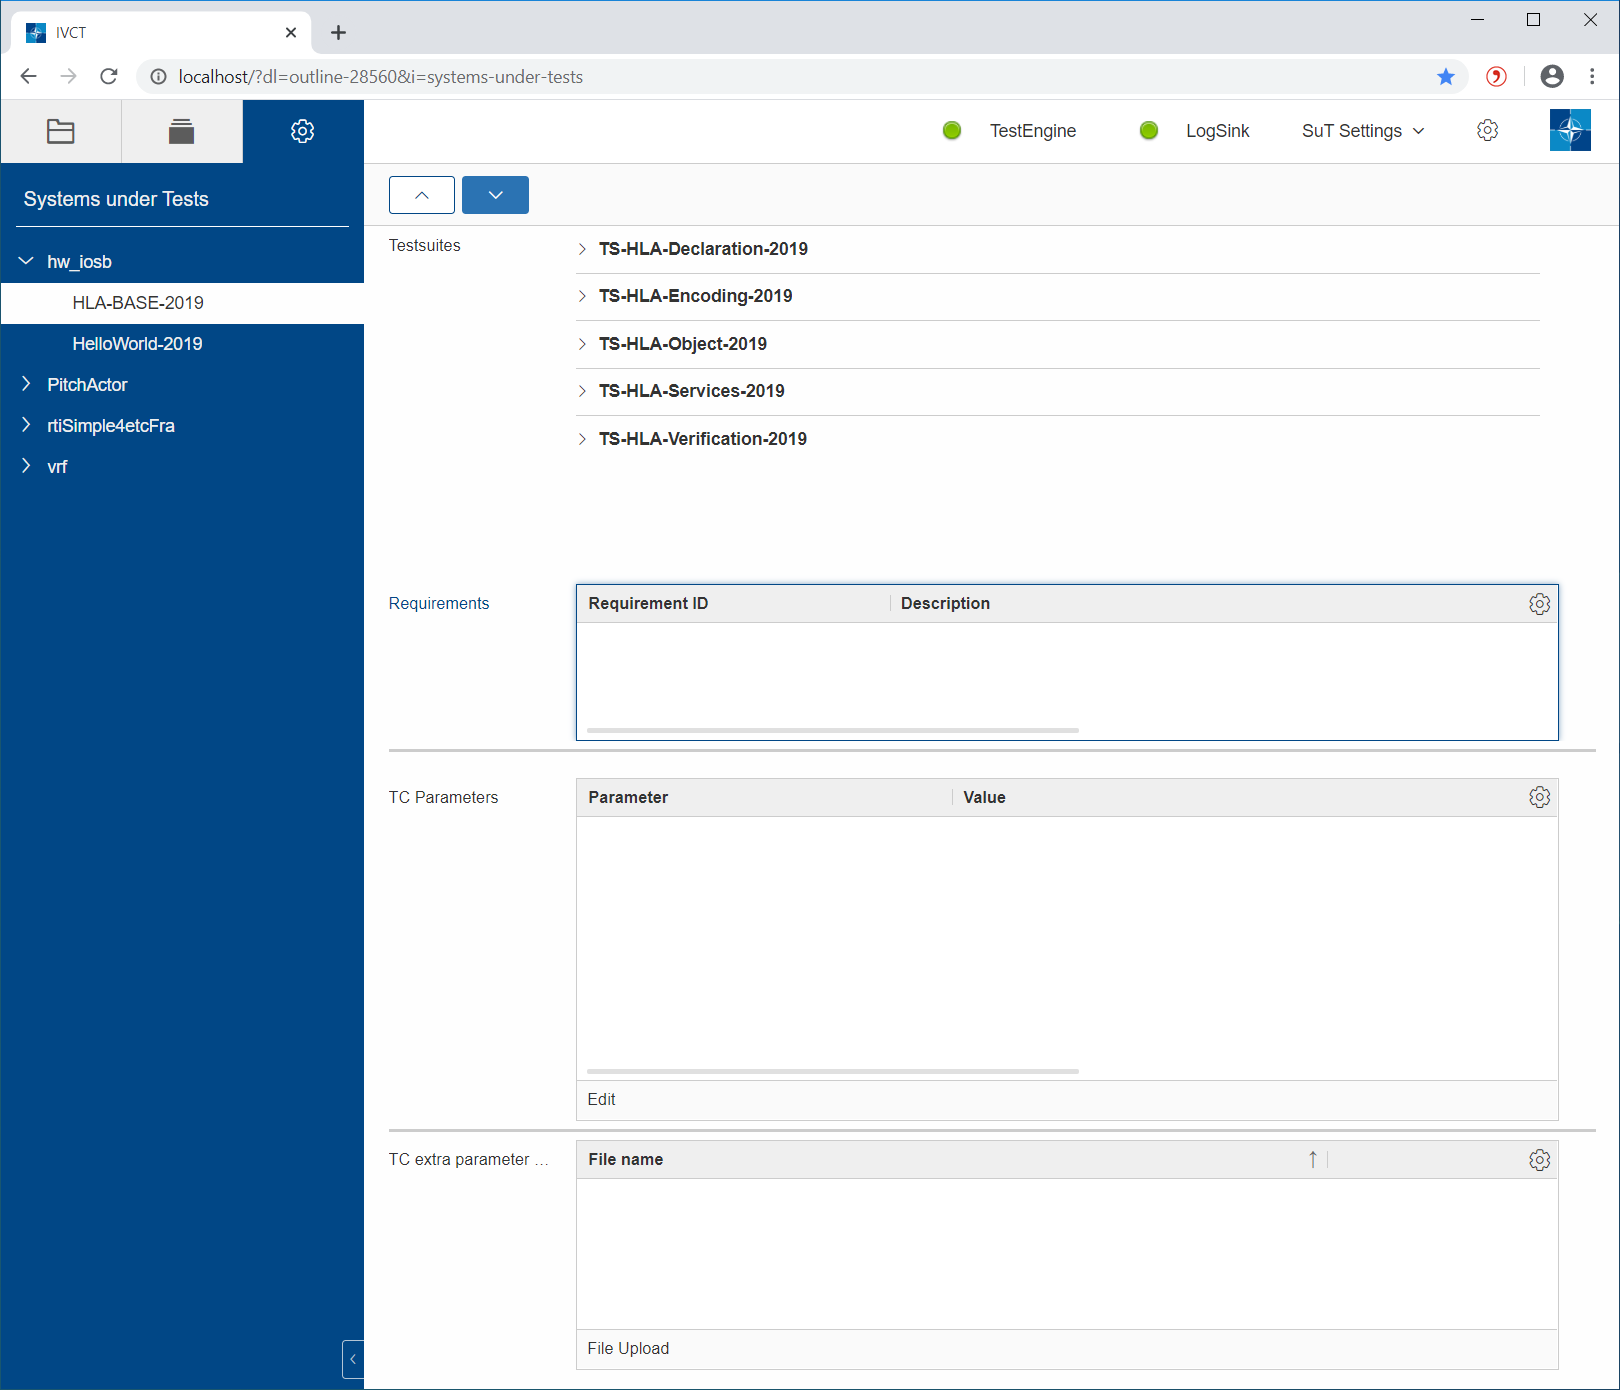 IVCT
localhost/?dl=outline-28560&i=systems-under-tests
TestEngine
LogSink
SuT Settings
Systems under Tests
hw_iosb
HLA-BASE-2019
HelloWorld-2019
PitchActor
rtiSimple4etcFra
vrf
Testsuites
TS-HLA-Declaration-2019
TS-HLA-Encoding-2019
TS-HLA-Object-2019
TS-HLA-Services-2019
TS-HLA-Verification-2019
Requirements
Requirement ID
Description
TC Parameters
Parameter
Value
Edit
TC extra parameter ...
File name
File Upload